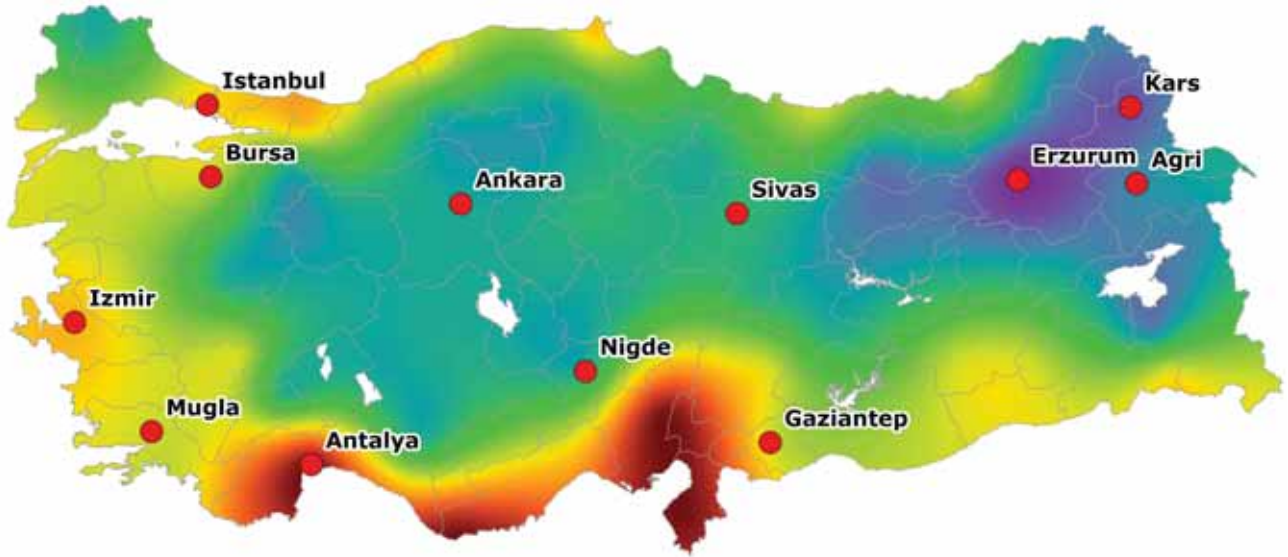 Istanbul
Kars
Bursa
Erzurum
Agri
Ankara
Sivas
Izmir
Nigde
Mugla
Gaziantep
Antalya